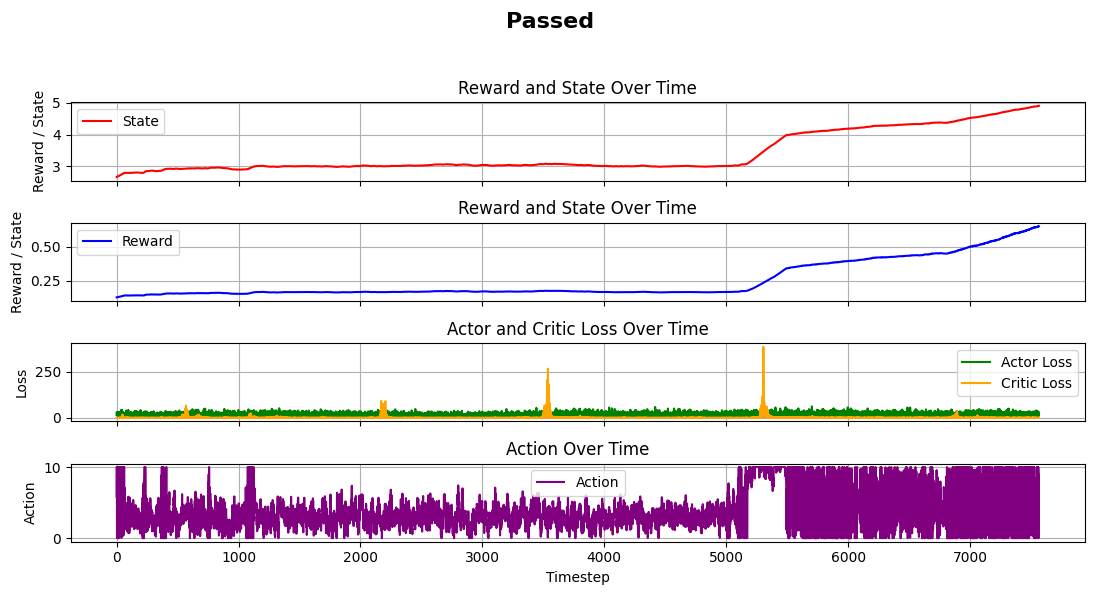 Passed
Reward and State Over Time
Reward / State
5
4
3
State
Reward and State Over Time
Reward / State
0.50
0.25
Reward
Actor and Critic Loss Over Time
Loss
250
0
Actor Loss
Critic Loss
Action Over Time
Action
10
0
Action
0 1000 2000 3000 4000 5000 6000 7000
Timestep